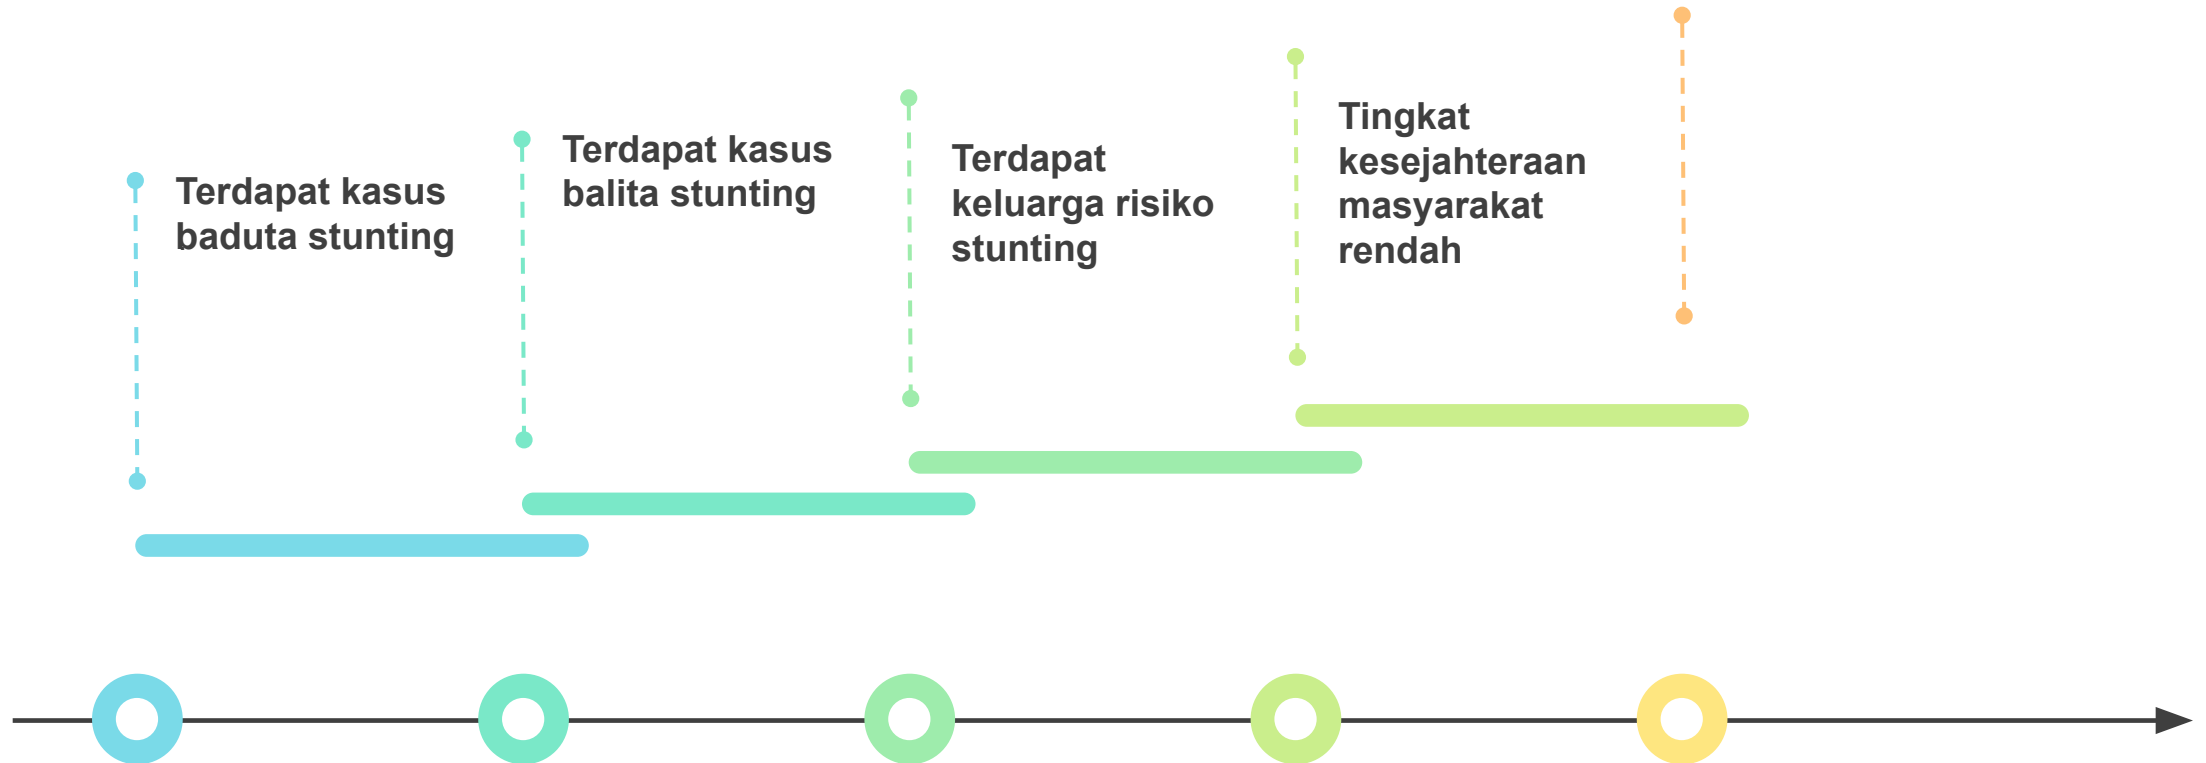 Terdapat kasus
baduta stunting
Terdapat kasus
balita stunting
Terdapat
keluarga risiko
stunting
Tingkat
kesejahteraan
masyarakat
rendah